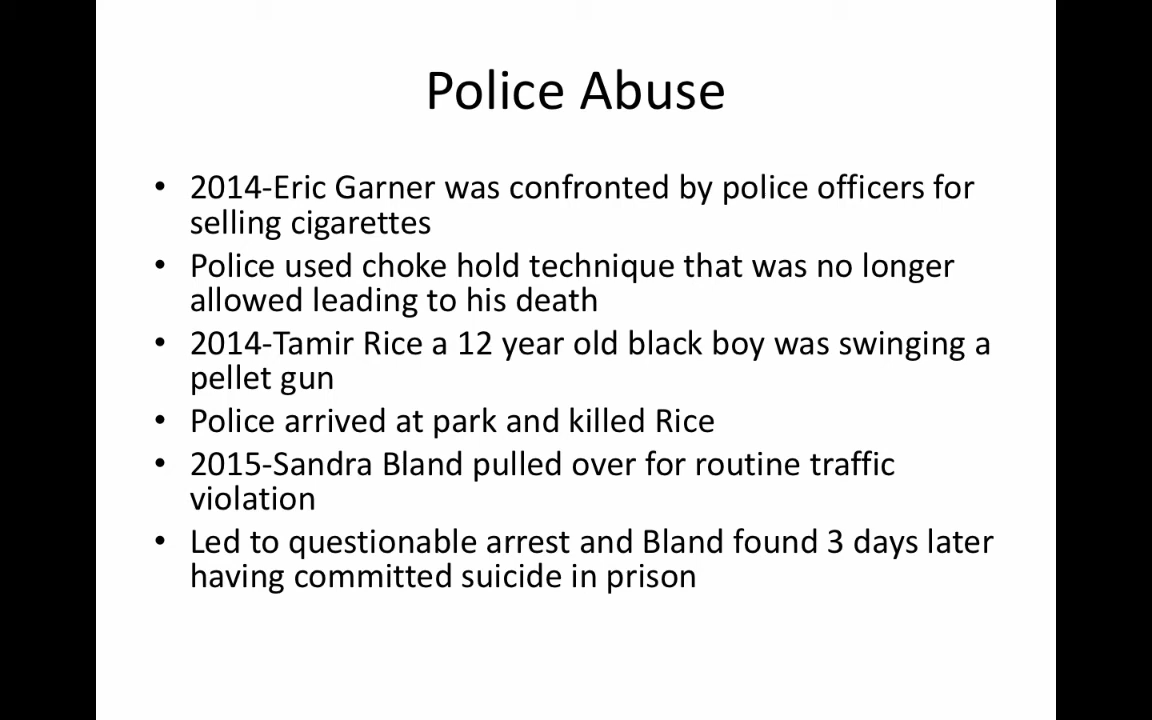 Police Abuse
• 2014-Eric Garner was confronted by police officers for
selling cigarettes
• Police used choke hold technique that was no longer
allowed leading to his death
• 2014-Tamir Rice a 12 year old black boy was swinging a
pellet gun
• Police arrived at park and killed Rice
• 2015-Sandra Bland pulled over for routine traffic
violation
• Led to questionable arrest and Bland found 3 days later
having committed suicide in prison